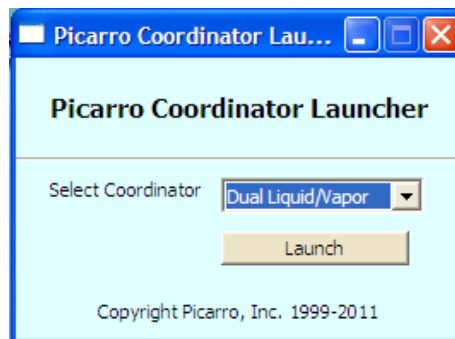 Picarro Coordinator Lau...
Picarro Coordinator Launcher
Select Coordinator
Dual Liquid/Vapor
Launch
Copyright Picarro, Inc. 1999-2011